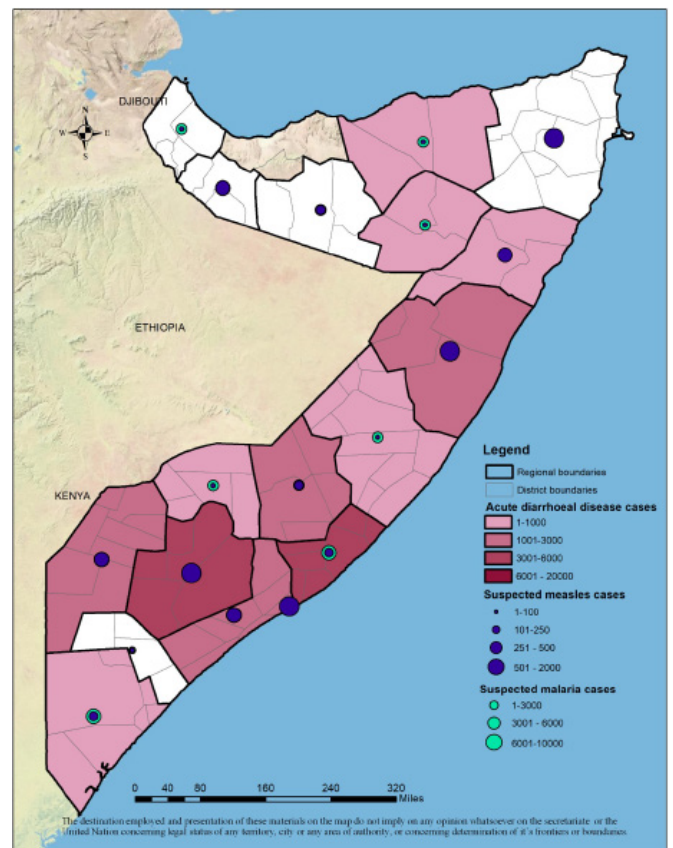 DJIBOUTI
N
W E
S
ETHIOPIA
KENYA
Legend
Regional boundaries
District boundaries
Acute diarrhoeal disease cases
1-1000
1001-3000
3001-6000
6001 - 20000
Suspected measles cases
1-100
101-250
251 - 500
501 - 2000
Suspected malaria cases
1-3000
3001 - 6000
6001-10000
0 40 80 160 240 320
Miles
The destination employed and presentation of these materials on the map do not imply on any opinion whatsoever on the secretariate or the
United Nation concerning legal status of any territory, city or any area of authority, or concerning determination of it's frontiers or boundaries.